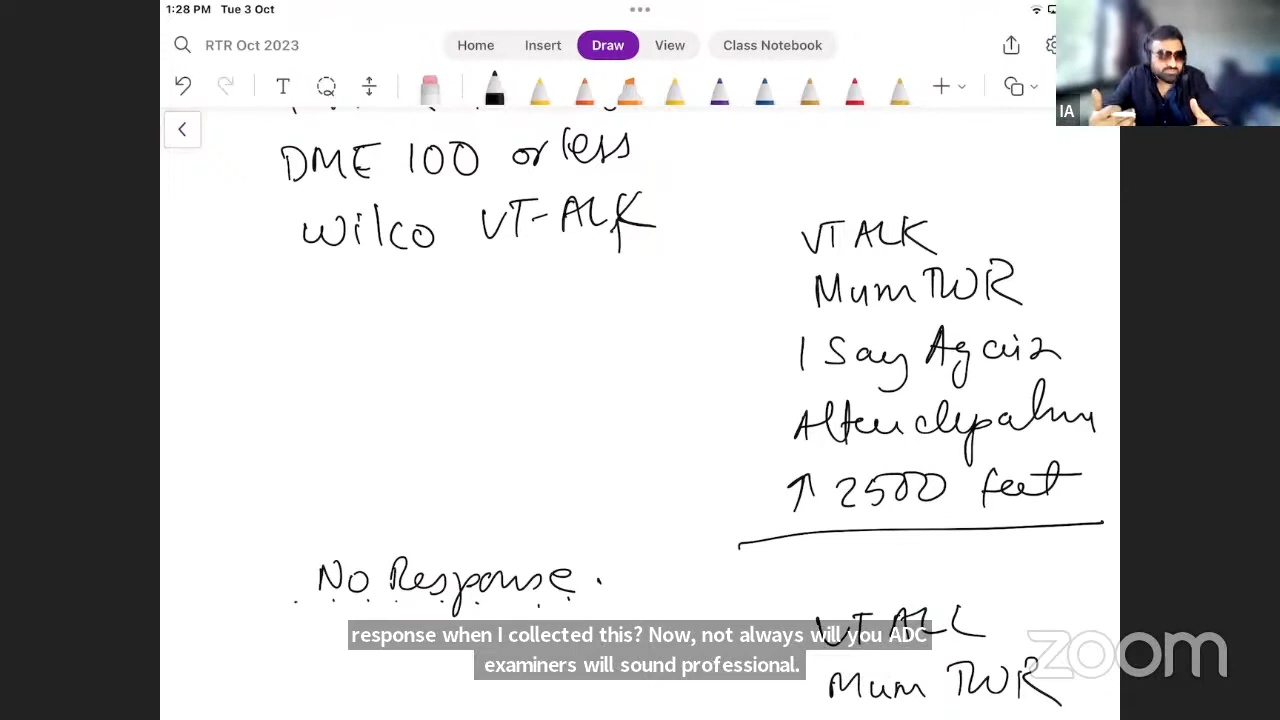 1:28 PM Tue 3 Oct
RTR Oct 2023
Home Insert Draw View Class Notebook
IA
DME 100 or less
Wilco VT-ALK
VT ALK
Mum TWR
I Say Again
After
↑ 2500 feet
No Response.
VT ALL
Mum TWR
response when I collected this? Now, not always will you ADC
examiners will sound professional.
zoom